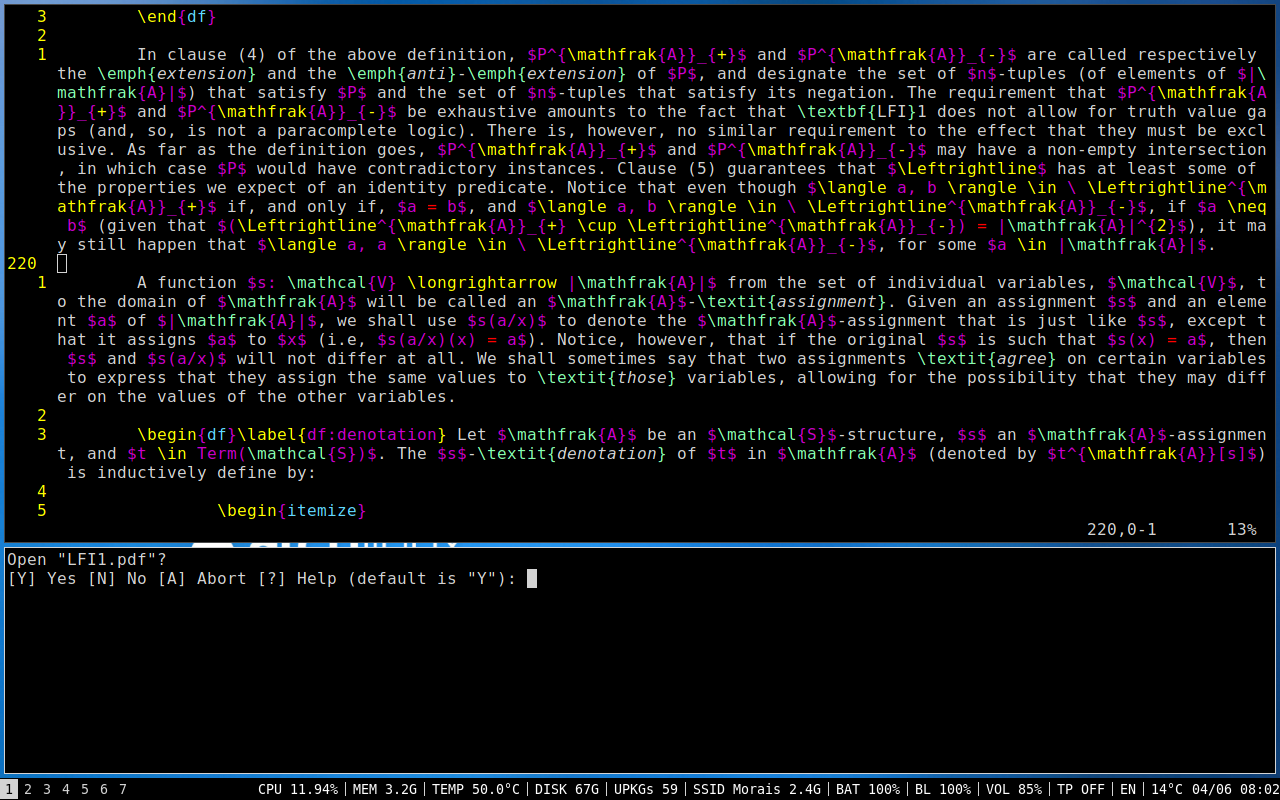 3         \end{df}
2
1         In clause (4) of the above definition, $P^{\mathfrak{A}}_{+}$ and $P^{\mathfrak{A}}_{-}$ are called respectively
the \emph{extension} and the \emph{anti}-\emph{extension} of $P$, and designate the set of $n$-tuples (of elements of $|\
mathfrak{A}|$) that satisfy $P$ and the set of $n$-tuples that satisfy its negation. The requirement that $P^{\mathfrak{A
}}_{+}$ and $P^{\mathfrak{A}}_{-}$ be exhaustive amounts to the fact that \textbf{LFI}1 does not allow for truth value ga
ps (and, so, is not a paracomplete logic). There is, however, no similar requirement to the effect that they must be excl
usive. As far as the definition goes, $P^{\mathfrak{A}}_{+}$ and $P^{\mathfrak{A}}_{-}$ may have a non-empty intersection
, in which case $P$ would have contradictory instances. Clause (5) guarantees that $\Leftrightline$ has at least some of
the properties we expect of an identity predicate. Notice that even though $\langle a, b \rangle \in \ \Leftrightline^{\m
athfrak{A}}_{+}$ if, and only if, $a = b$, and $\langle a, b \rangle \in \ \Leftrightline^{\mathfrak{A}}_{-}$, if $a \neq
 b$ (given that $(\Leftrightline^{\mathfrak{A}}_{+} \cup \Leftrightline^{\mathfrak{A}}_{-}) = |\mathfrak{A}|^{2}$), it ma
y still happen that $\langle a, a \rangle \in \ \Leftrightline^{\mathfrak{A}}_{-}$, for some $a \in |\mathfrak{A}|$.
220
1         A function $s: \mathcal{V} \longrightarrow |\mathfrak{A}|$ from the set of individual variables, $\mathcal{V}$, t
o the domain of $\mathfrak{A}$ will be called an $\mathfrak{A}$-\textit{assignment}. Given an assignment $s$ and an eleme
nt $a$ of $|\mathfrak{A}|$, we shall use $s(a/x)$ to denote the $\mathfrak{A}$-assignment that is just like $s$, except t
hat it assigns $a$ to $x$ (i.e, $s(a/x)(x) = a$). Notice, however, that if the original $s$ is such that $s(x) = a$, then
 $s$ and $s(a/x)$ will not differ at all. We shall sometimes say that two assignments \textit{agree} on certain variables
 to express that they assign the same values to \textit{those} variables, allowing for the possibility that they may diff
er on the values of the other variables.
2
3         \begin{df}\label{df:denotation} Let $\mathfrak{A}$ be an $\mathcal{S}$-structure, $s$ an $\mathfrak{A}$-assignmen
t, and $t \in Term(\mathcal{S})$. The $s$-\textit{denotation} of $t$ in $\mathfrak{A}$ (denoted by $t^{\mathfrak{A}}[s]$)
 is inductively define by:
4
5                 \begin{itemize}
220,0-1       13%
Open "LFI1.pdf"?
[Y] Yes [N] No [A] Abort [?] Help (default is "Y"):
1 2 3 4 5 6 7 CPU 11.94% | MEM 3.2G | TEMP 50.0°C | DISK 67G | UPKGs 59 | SSID Morais 2.4G | BAT 100% | BL 100% | VOL 85% | TP OFF | EN | 14°C 04/06 08:02